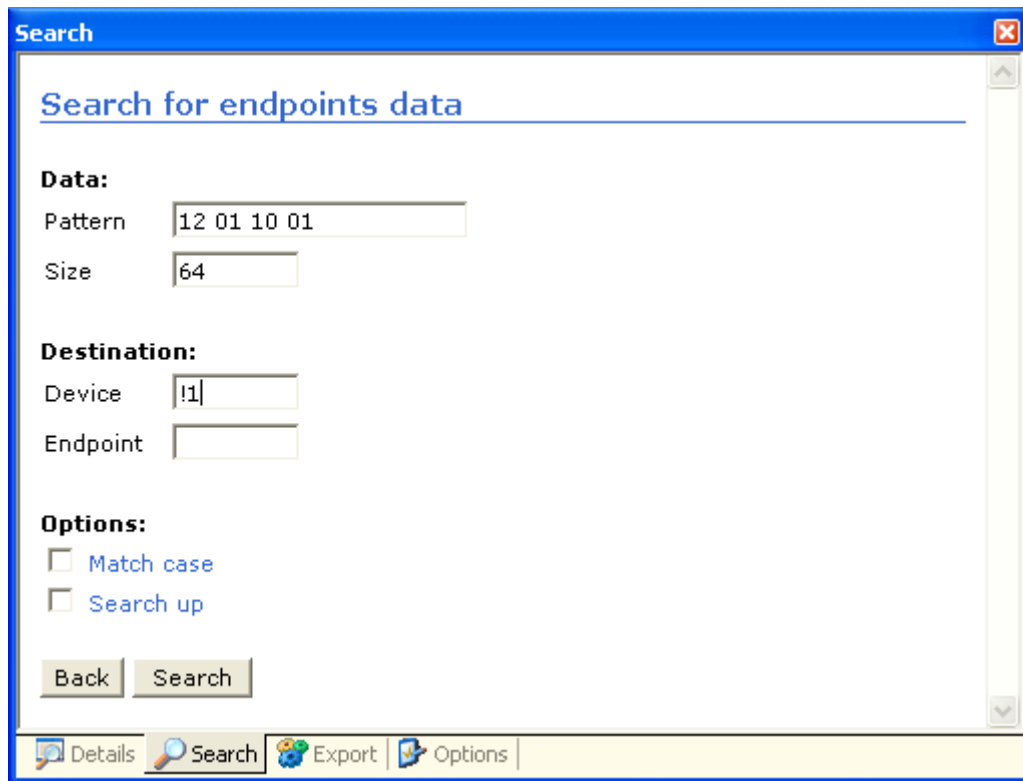 Search
Search for endpoints data
Data:
Pattern 12 01 10 01
Size 64
Destination:
Device !1
Endpoint
Options:
Match case
Search up
Back Search
Details Search Export Options